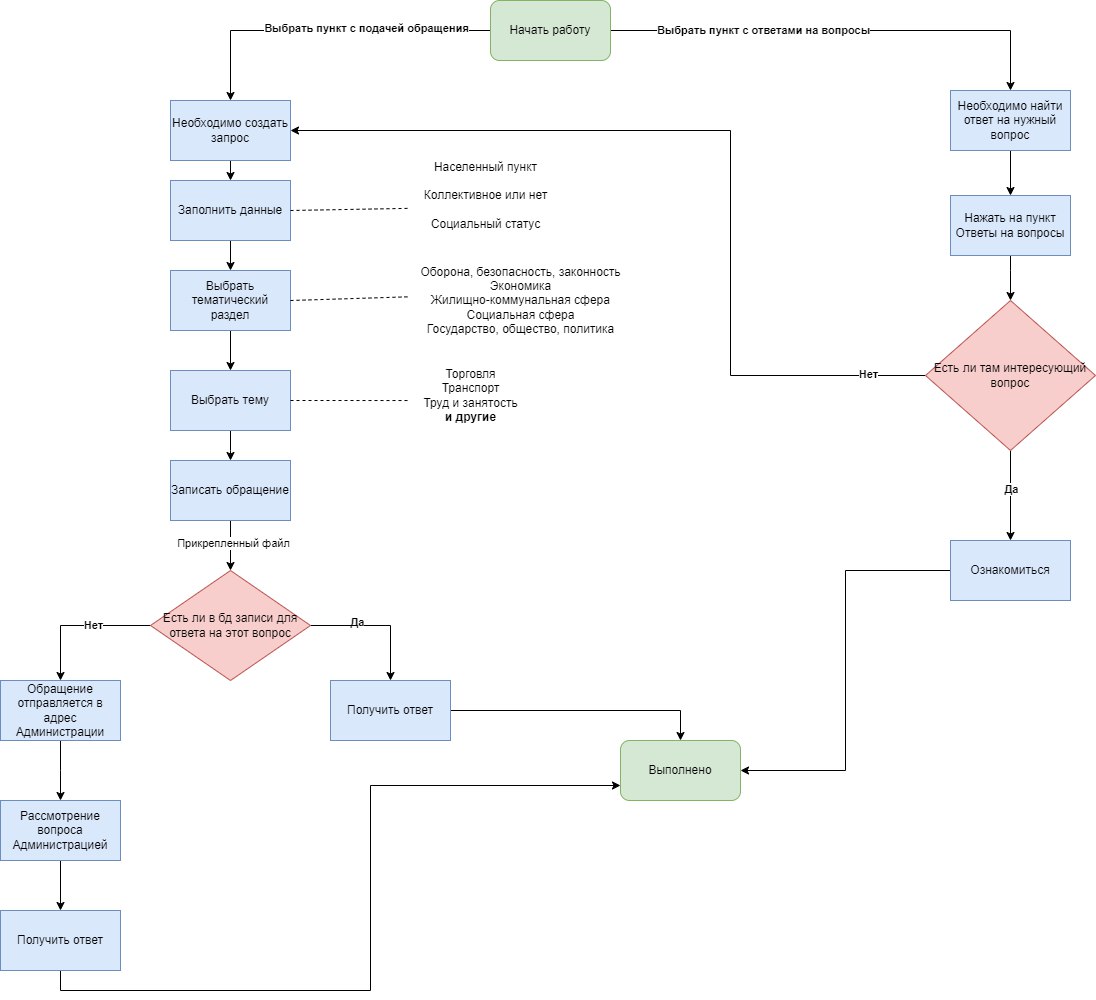 Выбрать пункт с подачей обращения
Начать работу
Выбрать пункт с ответами на вопросы
Необходимо создать
запрос
Необходимо найти
ответ на нужный
вопрос
Населенный пункт
Заполнить данные
Коллективное или нет
Социальный статус
Нажать на пункт
Ответы на вопросы
Выбрать
тематический
раздел
Оборона, безопасность, законность
Экономика
Жилищно-коммунальная сфера
Социальная сфера
Государство, общество, политика
Есть ли там интересующий
вопрос
Нет
Выбрать тему
Торговля
Транспорт
Труд и занятость
и другие
Записать обращение
Да
Прикрепленный файл
Ознакомиться
Есть ли в бд записи для
ответа на этот вопрос
Нет
Да
Обращение
отправляется в
адрес
Администрации
Получить ответ
Выполнено
Рассмотрение
вопроса
Администрацией
Получить ответ